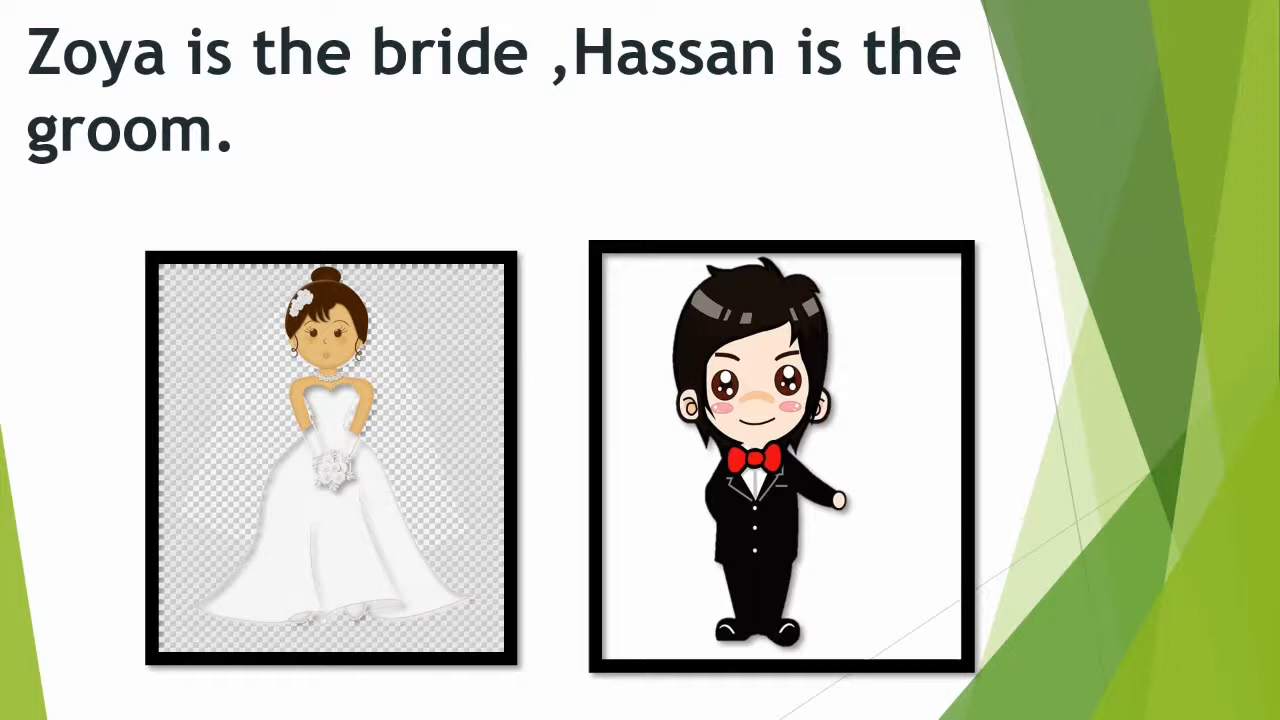 Zoya is the bride ,Hassan is the
groom.